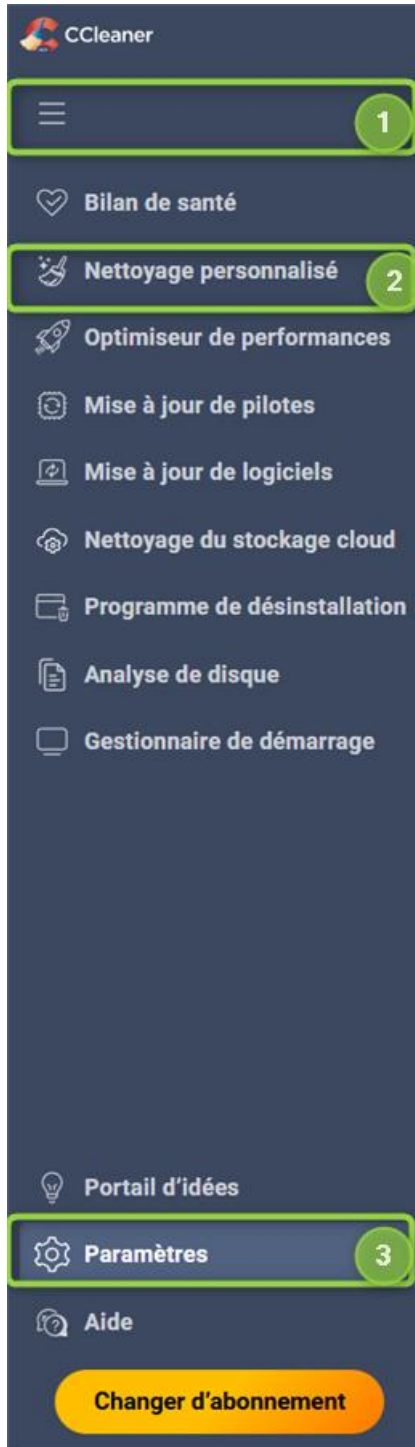 CCleaner
1
Bilan de santé
Nettoyage personnalisé 2
Optimiseur de performances
Mise à jour de pilotes
Mise à jour de logiciels
Nettoyage du stockage cloud
Programme de désinstallation
Analyse de disque
Gestionnaire de démarrage
Portail d’idées
Paramètres 3
Aide
Changer d’abonnement